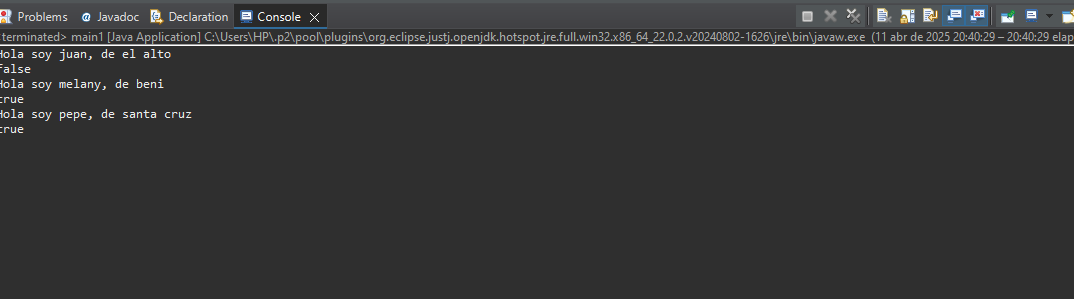 Problems @ Javadoc Declaration Console
terminated> main1 [Java Application] C:\Users\HP\.p2\pool\plugins\org.eclipse.justj.openjdk.hotspot.jre.full.win32.x86_64_22.0.2.v20240802-1626\jre\bin\javaw.exe (11 abr de 2025 20:40:29 – 20:40:29 elap
Hola soy juan, de el alto
false
Hola soy melany, de beni
true
Hola soy pepe, de santa cruz
true